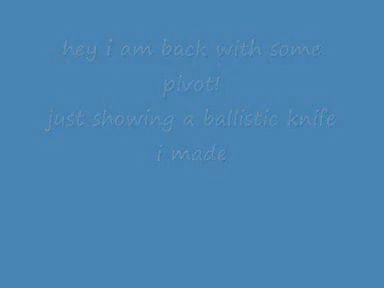 hey i am back with some
pivot!
just showing a ballistic knife
i made